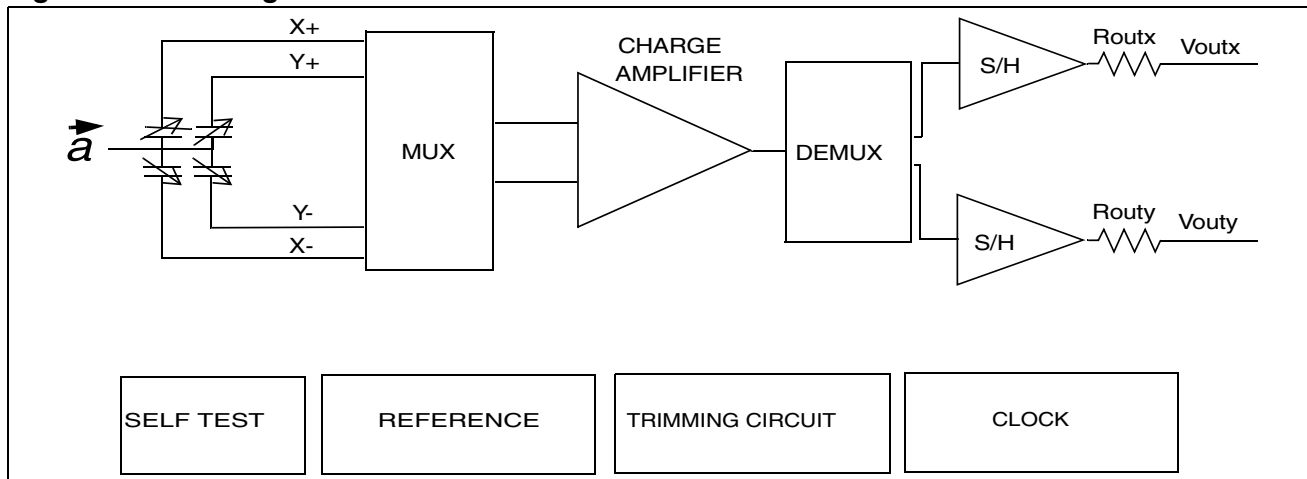 X+
Y+
a
Y-
X-
MUX
CHARGE
AMPLIFIER
DEMUX
S/H
Routx
Voutx
S/H
Routy
Vouty
SELF TEST
REFERENCE
TRIMMING CIRCUIT
CLOCK